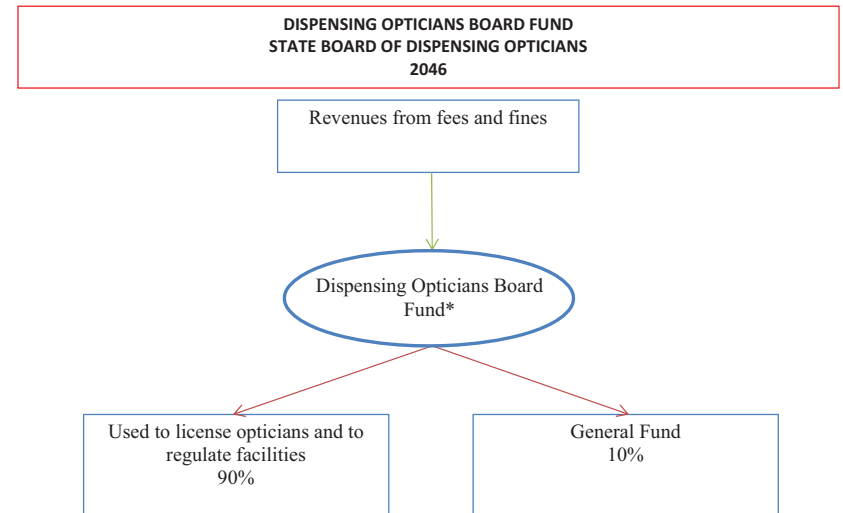 DISPENSING OPTICIANS BOARD FUND
STATE BOARD OF DISPENSING OPTICIANS
2046
Revenues from fees and fines
Dispensing Opticians Board
Fund*
Used to license opticians and to
regulate facilities
90%
General Fund
10%